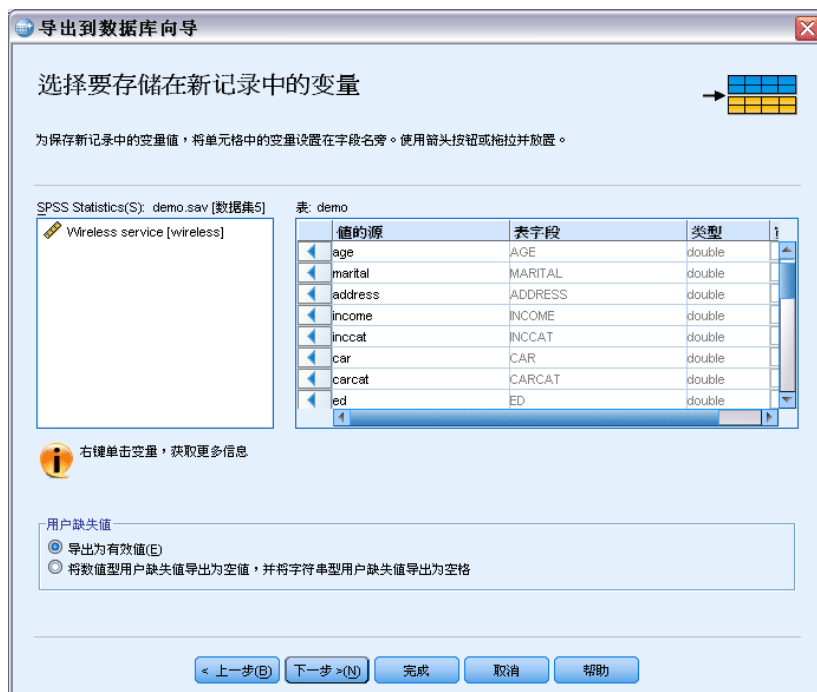 导出到数据库向导
选择要存储在新记录中的变量
为保存新记录中的变量值，将单元格中的变量设置在字段名旁。使用箭头按钮或拖拉并放置。
SPSS Statistics(S): demo.sav [数据集5]
表: demo
Wireless service [wireless]
值的源 表字段 类型
age AGE double
marital MARITAL double
address ADDRESS double
income INCOME double
inccat INCCAT double
car CAR double
carcat CARCAT double
ed ED double
右键单击变量，获取更多信息
用户缺失值
导出为有效值(E)
将数值型用户缺失值导出为空值，并将字符串型用户缺失值导出为空格
< 上一步(B) 下一步 >(N) 完成 取消 帮助